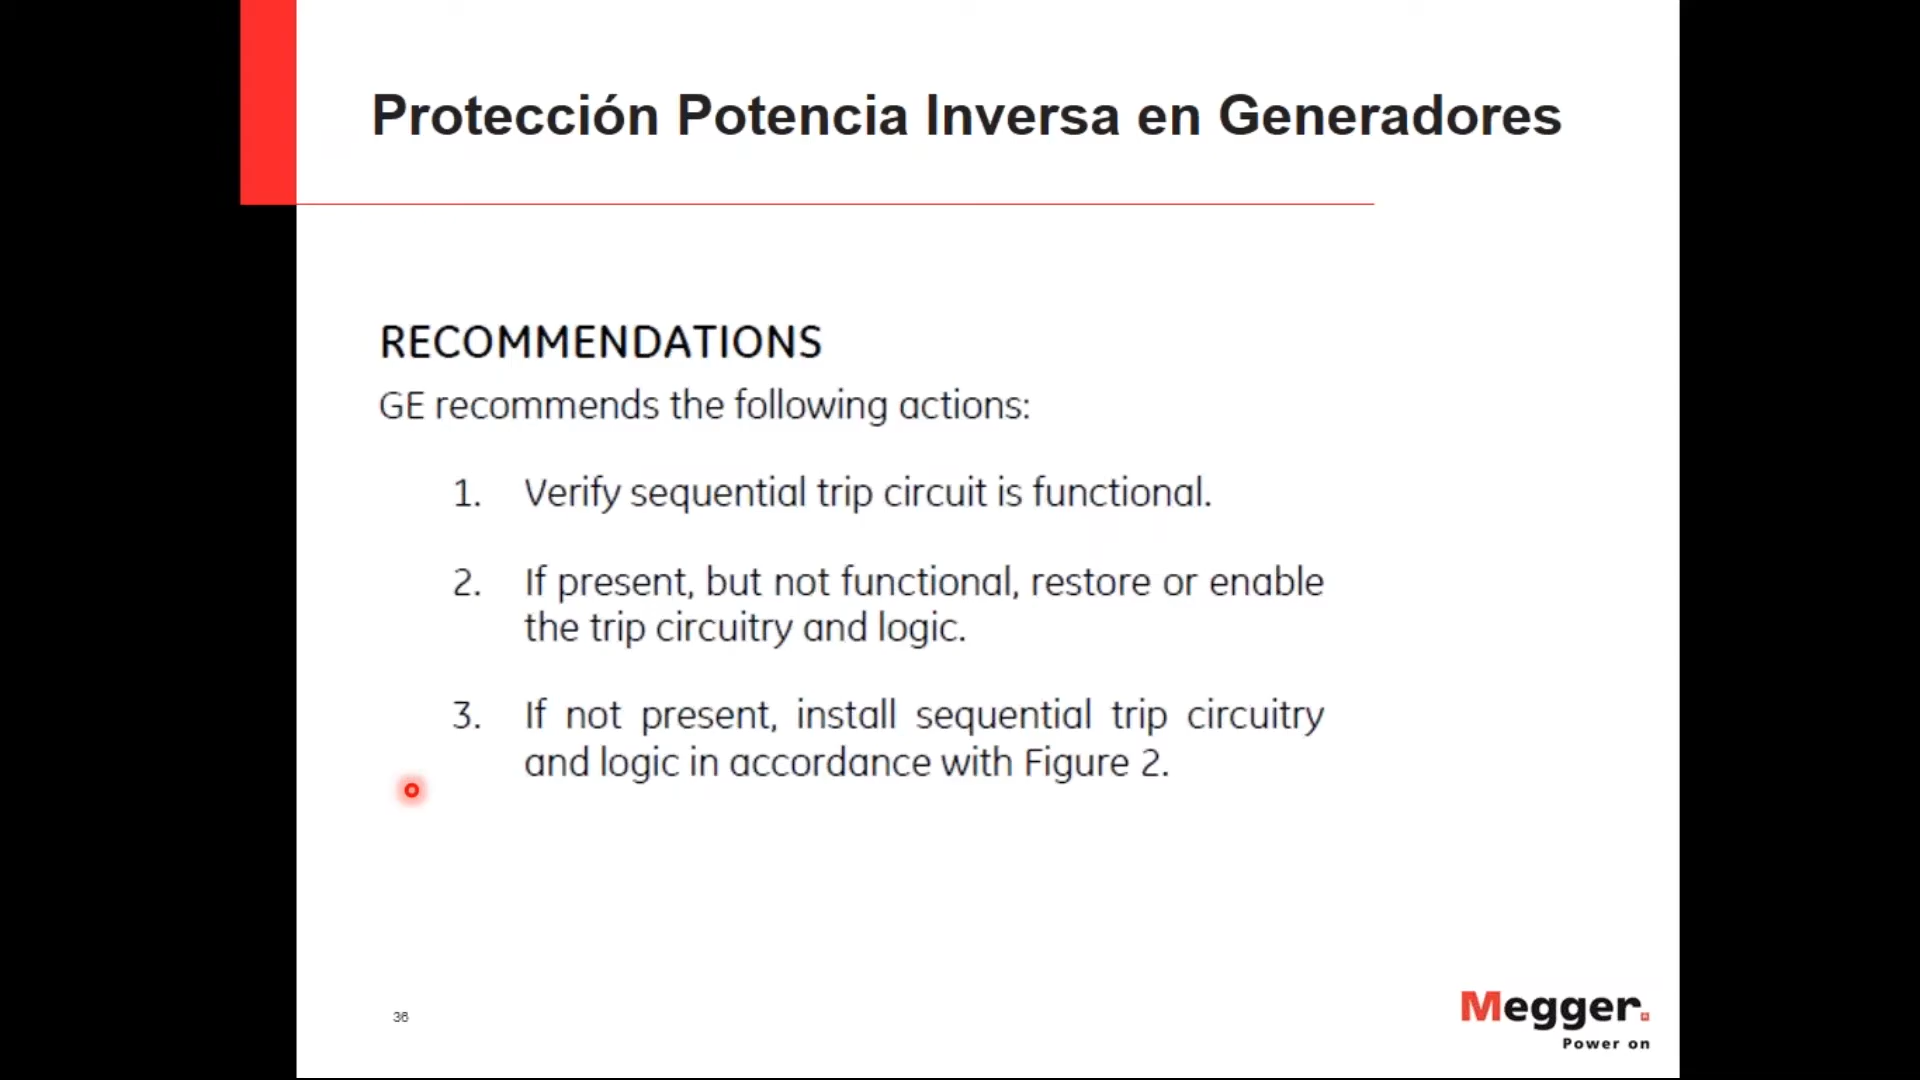 Protección Potencia Inversa en Generadores
RECOMMENDATIONS
GE recommends the following actions:
1. Verify sequential trip circuit is functional.
2. If present, but not functional, restore or enable
the trip circuitry and logic.
3. If not present, install sequential trip circuitry
and logic in accordance with Figure 2.
36
Megger.
Power on